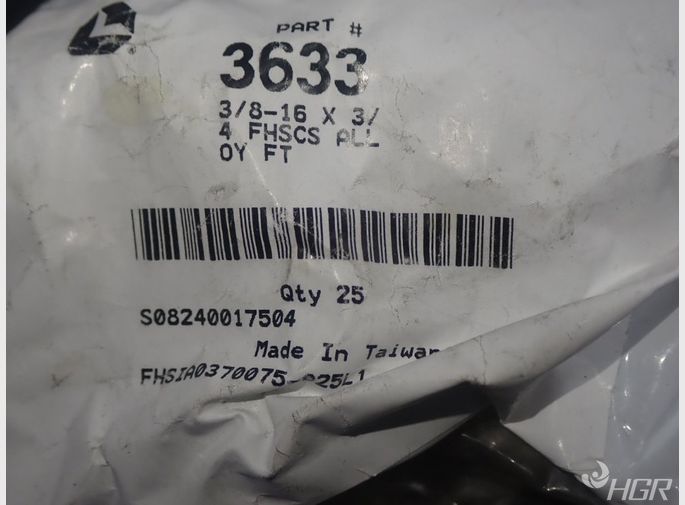 PART #
3633
3/8-16 X 3/
4 FHSCS ALL
OY FT
Qty 25
S08240017504
Made In Taiwan
HGR